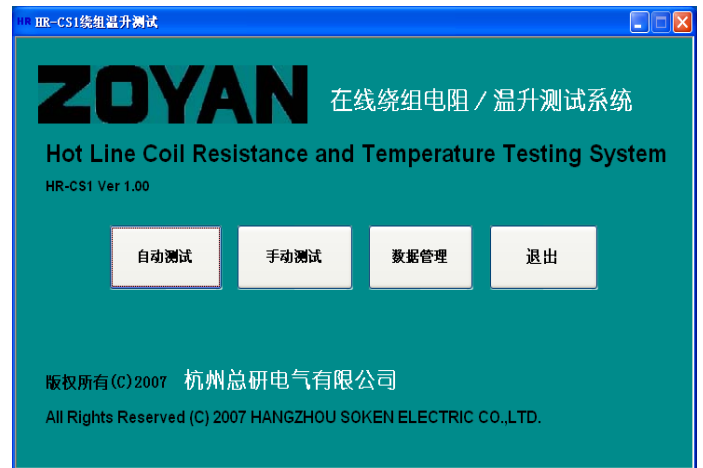 HR HR-CS1绕组温升测试
ZOYAN 在线绕组电阻/温升测试系统
Hot Line Coil Resistance and Temperature Testing System
HR-CS1 Ver 1.00
自动测试 手动测试 数据管理 退出
版权所有(C)2007 杭州总研电气有限公司
All Rights Reserved (C) 2007 HANGZHOU SOKEN ELECTRIC CO.,LTD.